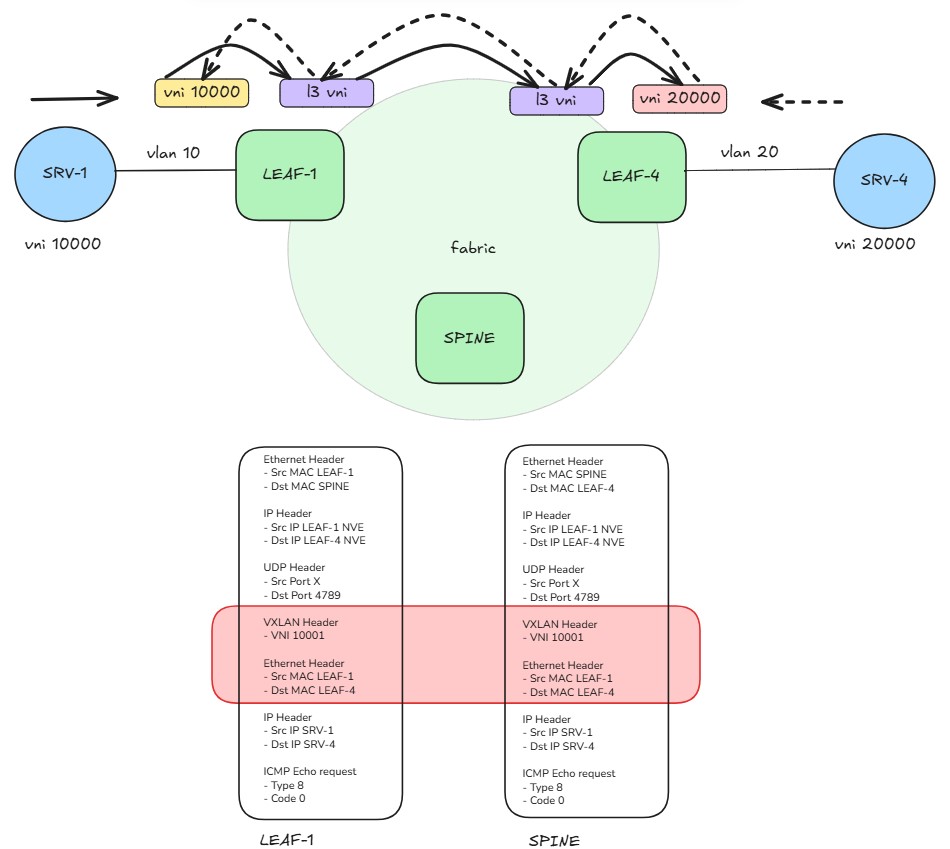 vni 10000
l3 vni
l3 vni
vni 20000
SRV-1
vlan 10
LEAF-1
LEAF-4
vlan 20
SRV-4
vni 10000
vni 20000
fabric
SPINE
Ethernet Header
- Src MAC LEAF-1
- Dst MAC SPINE
IP Header
- Src IP LEAF-1 NVE
- Dst IP LEAF-4 NVE
UDP Header
- Src Port X
- Dst Port 4789
VXLAN Header
- VNI 10001
Ethernet Header
- Src MAC LEAF-1
- Dst MAC LEAF-4
IP Header
- Src IP SRV-1
- Dst IP SRV-4
ICMP Echo request
- Type 8
- Code 0
LEAF-1
Ethernet Header
- Src MAC SPINE
- Dst MAC LEAF-4
IP Header
- Src IP LEAF-1 NVE
- Dst IP LEAF-4 NVE
UDP Header
- Src Port X
- Dst Port 4789
VXLAN Header
- VNI 10001
Ethernet Header
- Src MAC LEAF-1
- Dst MAC LEAF-4
IP Header
- Src IP SRV-1
- Dst IP SRV-4
ICMP Echo request
- Type 8
- Code 0
SPINE